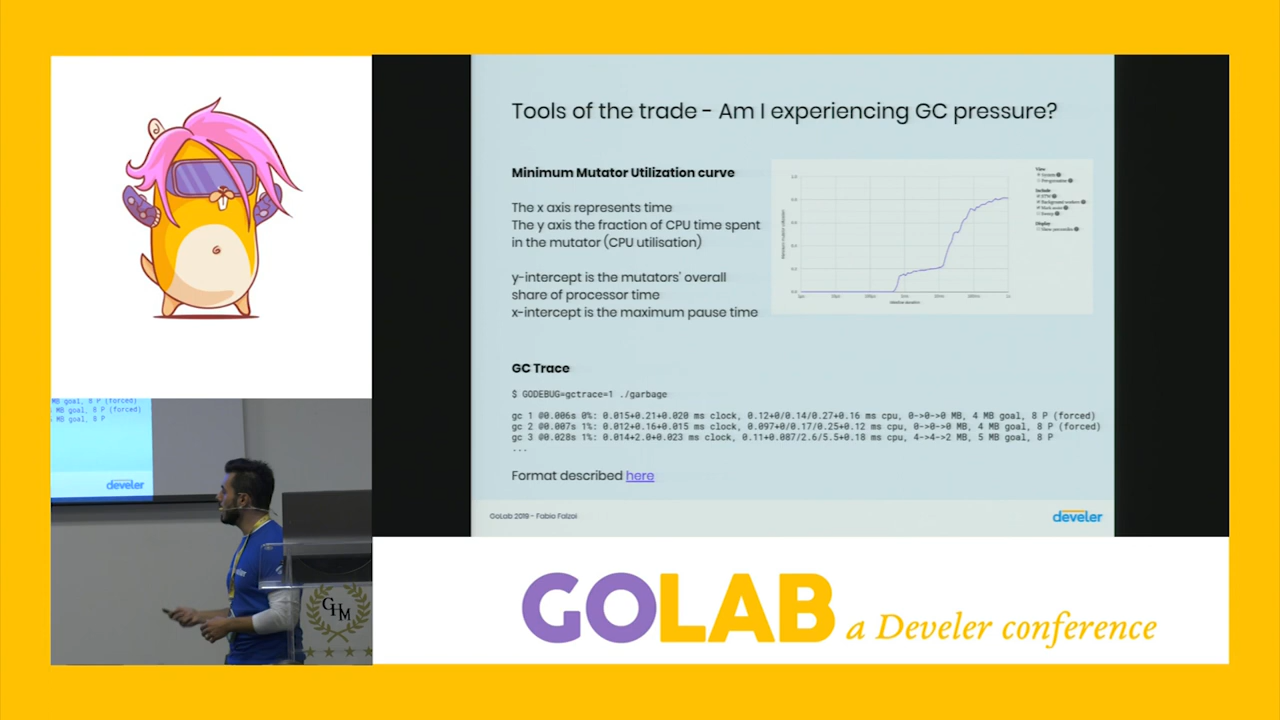 Tools of the trade - Am I experiencing GC pressure?
Minimum Mutator Utilization curve
The x axis represents time
The y axis the fraction of CPU time spent
in the mutator (CPU utilisation)
y-intercept is the mutators' overall
share of processor time
x-intercept is the maximum pause time
GC Trace
$ GODEBUG=gctrace=1 ./garbage
gc 1 @0.006s 0%: 0.015+0.21+0.020 ms clock, 0.12+0/0.14/0.27+0.16 ms cpu, 0->0->0 MB, 4 MB goal, 8 P (forced)
gc 2 @0.007s 1%: 0.012+0.16+0.015 ms clock, 0.097+0/0.17/0.25+0.12 ms cpu, 0->0->0 MB, 4 MB goal, 8 P (forced)
gc 3 @0.028s 1%: 0.014+2.0+0.023 ms clock, 0.11+0.087/2.6/5.5+0.18 ms cpu, 4->4->2 MB, 5 MB goal, 8 P
...
Format described here
GoLab 2019 - Fabio Falzoi
develer
MB goal, 8 P (forced)
MB goal, 8 P (forced)
MB goal, 8 P
develer
GHM
GOLAB a Develer conference